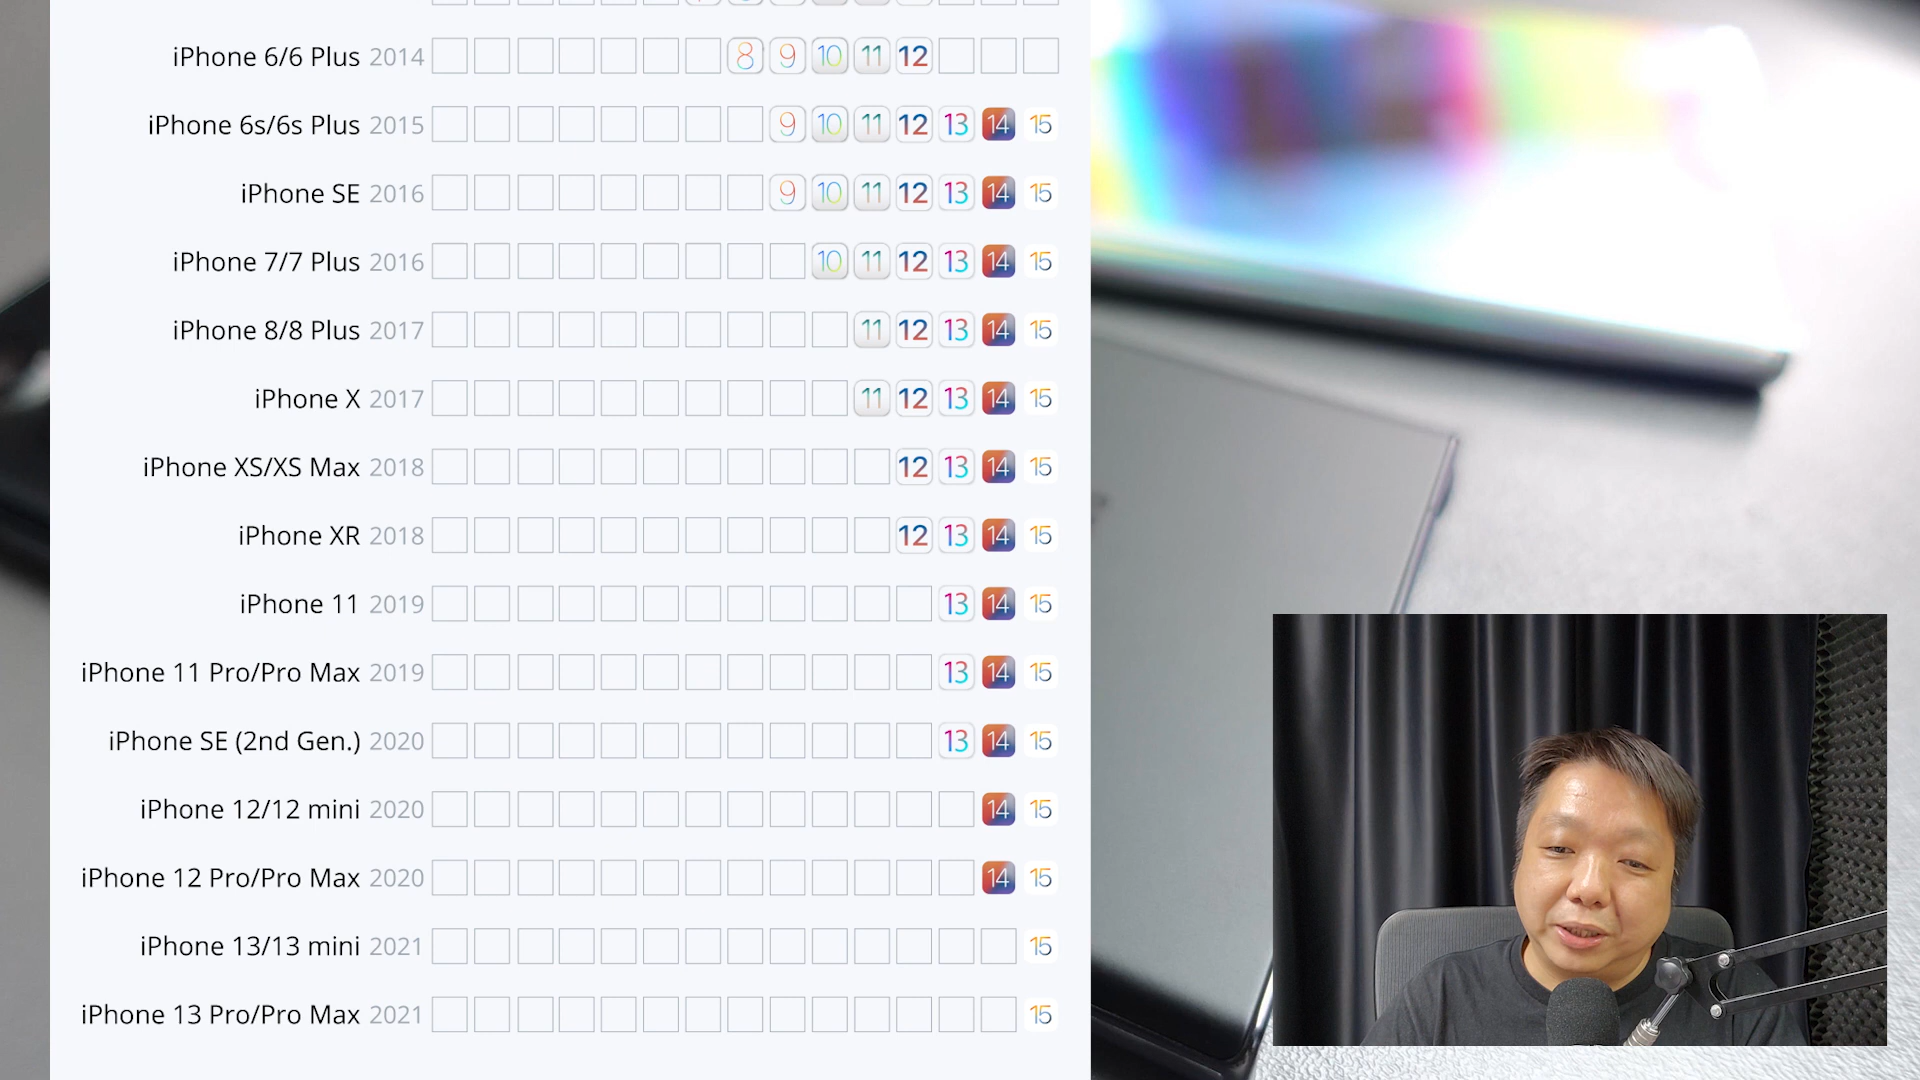 iPhone 6/6 Plus 2014 8 9 10 11 12
iPhone 6s/6s Plus 2015 9 10 11 12 13 14 15
iPhone SE 2016 9 10 11 12 13 14 15
iPhone 7/7 Plus 2016 10 11 12 13 14 15
iPhone 8/8 Plus 2017 11 12 13 14 15
iPhone X 2017 11 12 13 14 15
iPhone XS/XS Max 2018 12 13 14 15
iPhone XR 2018 12 13 14 15
iPhone 11 2019 13 14 15
iPhone 11 Pro/Pro Max 2019 13 14 15
iPhone SE (2nd Gen.) 2020 13 14 15
iPhone 12/12 mini 2020 14 15
iPhone 12 Pro/Pro Max 2020 14 15
iPhone 13/13 mini 2021 15
iPhone 13 Pro/Pro Max 2021 15